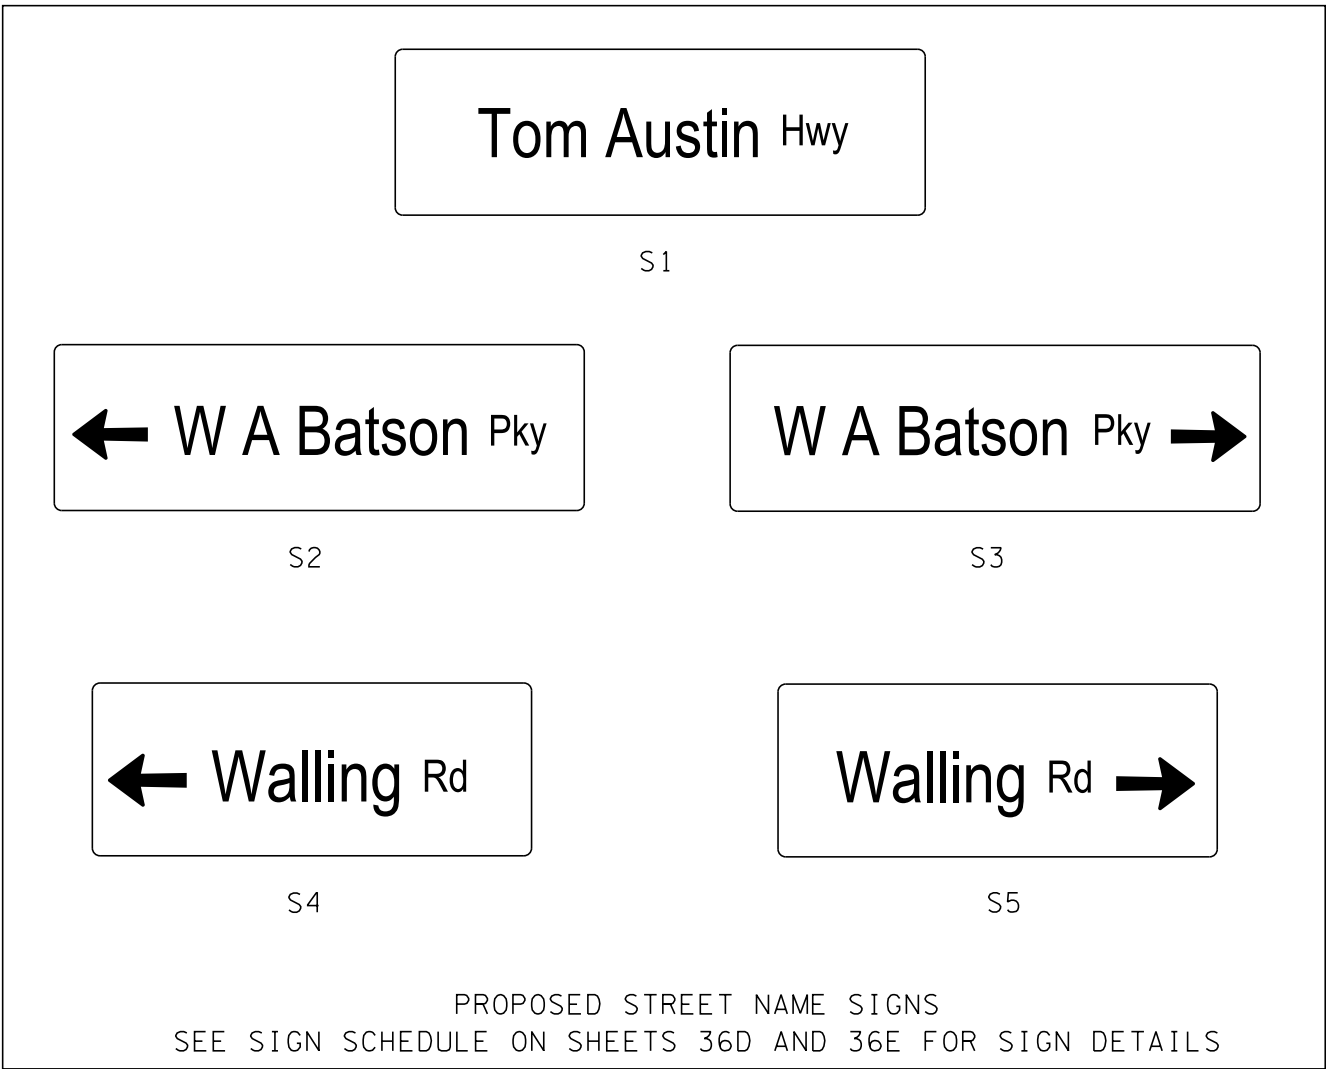 Tom Austin Hwy
S1
W A Batson Pky
W A Batson Pky
S2
S3
Walling Rd
Walling Rd
S4
S5
PROPOSED STREET NAME SIGNS
SEE SIGN SCHEDULE ON SHEETS 36D AND 36E FOR SIGN DETAILS